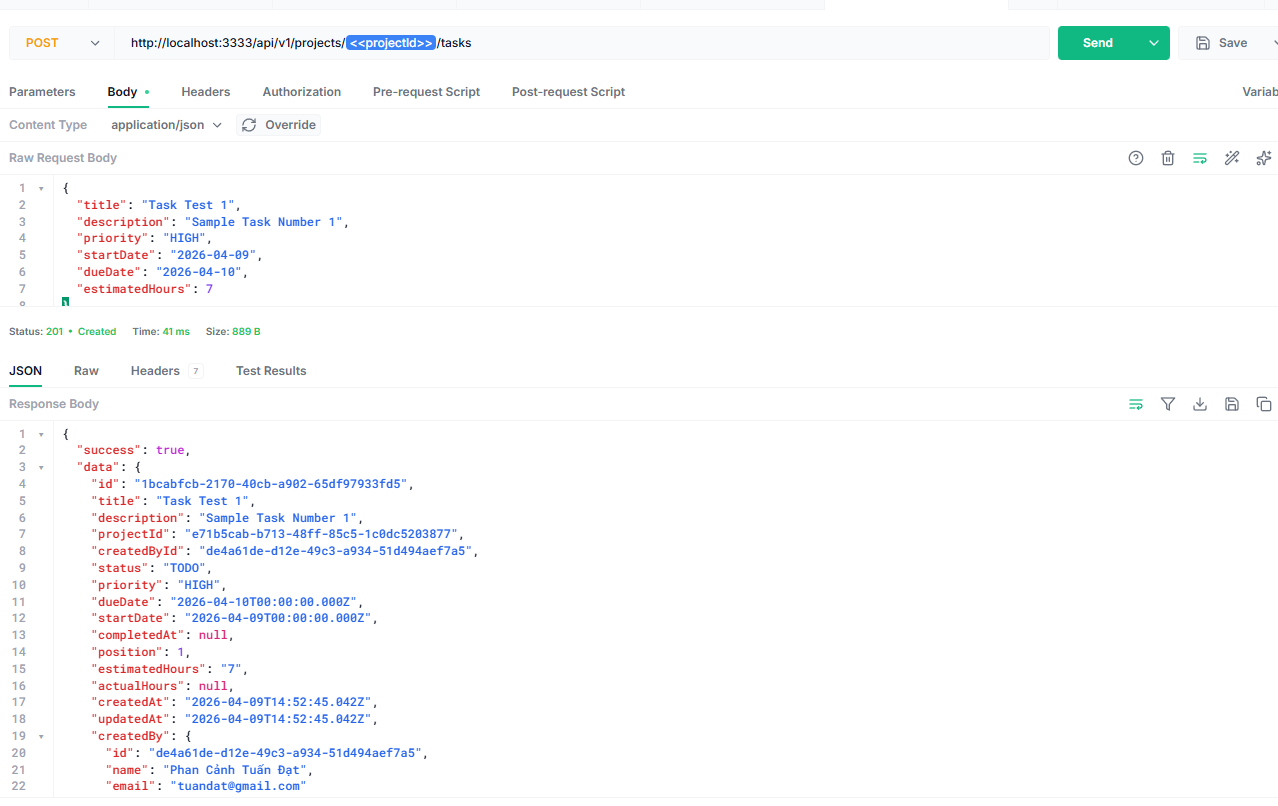 POST http://localhost:3333/api/v1/projects/<<projectId>>/tasks Send Save
Parameters Body Headers Authorization Pre-request Script Post-request Script Variab
Content Type application/json Override
Raw Request Body
1 {
2 "title": "Task Test 1",
3 "description": "Sample Task Number 1",
4 "priority": "HIGH",
5 "startDate": "2026-04-09",
6 "dueDate": "2026-04-10",
7 "estimatedHours": 7
8 }
Status: 201 • Created Time: 41 ms Size: 889 B
JSON Raw Headers 7 Test Results
Response Body
1 {
2 "success": true,
3 "data": {
4 "id": "1bcabfcb-2170-40cb-a902-65df97933fd5",
5 "title": "Task Test 1",
6 "description": "Sample Task Number 1",
7 "projectId": "e71b5cab-b713-48ff-85c5-1c0dc5203877",
8 "createdById": "de4a61de-d12e-49c3-a934-51d494aef7a5",
9 "status": "TODO",
10 "priority": "HIGH",
11 "dueDate": "2026-04-10T00:00:00.000Z",
12 "startDate": "2026-04-09T00:00:00.000Z",
13 "completedAt": null,
14 "position": 1,
15 "estimatedHours": "7",
16 "actualHours": null,
17 "createdAt": "2026-04-09T14:52:45.042Z",
18 "updatedAt": "2026-04-09T14:52:45.042Z",
19 "createdBy": {
20 "id": "de4a61de-d12e-49c3-a934-51d494aef7a5",
21 "name": "Phan Cảnh Tuấn Đạt",
22 "email": "tuandat@gmail.com"